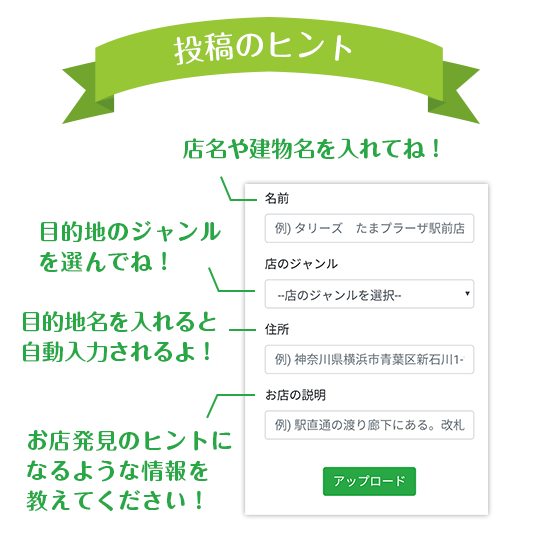 投稿のヒント
店名や建物名を入れてね！
名前
例) タリーズ　たまプラーザ駅前店
目的地のジャンル
を選んでね！
店のジャンル
--店のジャンルを選択--
目的地名を入れると
自動入力されるよ！
住所
例) 神奈川県横浜市青葉区新石川1-
お店の説明
例) 駅直通の渡り廊下にある。改札
お店発見のヒントに
なるような情報を
教えてください！
アップロード